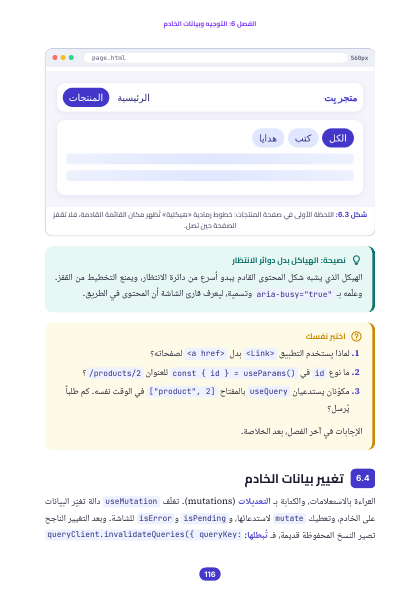 الفصل 6: التوجيه وبيانات الخادم
page.html
560px
متجر يِت
الرئيسية
المنتجات
الكل
كتب
هدايا
شكل 6.3: اللحظة الأولى في صفحة المنتجات: خطوط رمادية «هيكلية» تُظهر مكان القائمة القادمة، فلا تقفز
الصفحة حين تصل.
نصيحة: الهياكل بدل دوائر الانتظار
الهيكل الذي يشبه شكل المحتوى القادم يبدو أسرع من دائرة الانتظار، ويمنع التخطيط من القفز.
وعلّمه بـ aria-busy="true" وتسمية، ليعرف قارئ الشاشة أن المحتوى في الطريق.
اختبر نفسك
1. لماذا يستخدم التطبيق <Link> بدل <a href> لصفحاته؟
2. ما نوع id في const { id } = useParams() للعنوان /products/2 ؟
3. مكوّنان يستدعيان useQuery بالمفتاح ["product", 2] في الوقت نفسه. كم طلباً
يُرسل؟
الإجابات في آخر الفصل، بعد الخلاصة.
6.4 تغيير بيانات الخادم
القراءة بالاستعلامات، والكتابة بـ التعديلات (mutations). تغلّف useMutation دالة تغيّر البيانات
على الخادم، وتعطيك mutate لاستدعائها، و isPending و isError للشاشة. وبعد التغيير الناجح
تصير النسخ المحفوظة قديمة، فـ تُبطلها: queryClient.invalidateQueries({ queryKey:
116